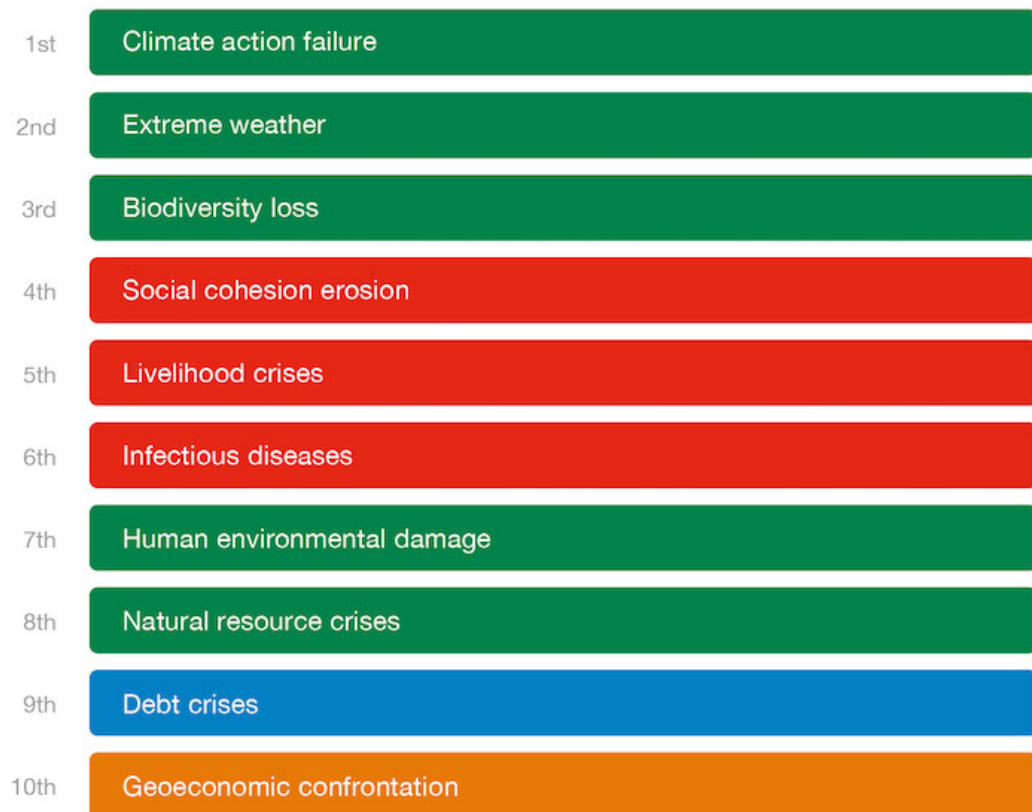 1st Climate action failure
2nd Extreme weather
3rd Biodiversity loss
4th Social cohesion erosion
5th Livelihood crises
6th Infectious diseases
7th Human environmental damage
8th Natural resource crises
9th Debt crises
10th Geoeconomic confrontation